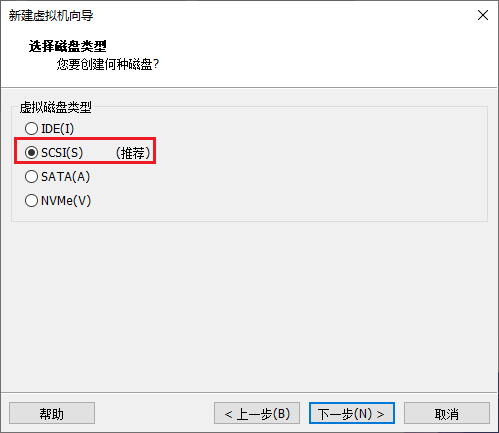 新建虚拟机向导
选择磁盘类型
您要创建何种磁盘?
虚拟磁盘类型
IDE(I)
SCSI(S) (推荐)
SATA(A)
NVMe(V)
帮助 < 上一步(B) 下一步(N) > 取消